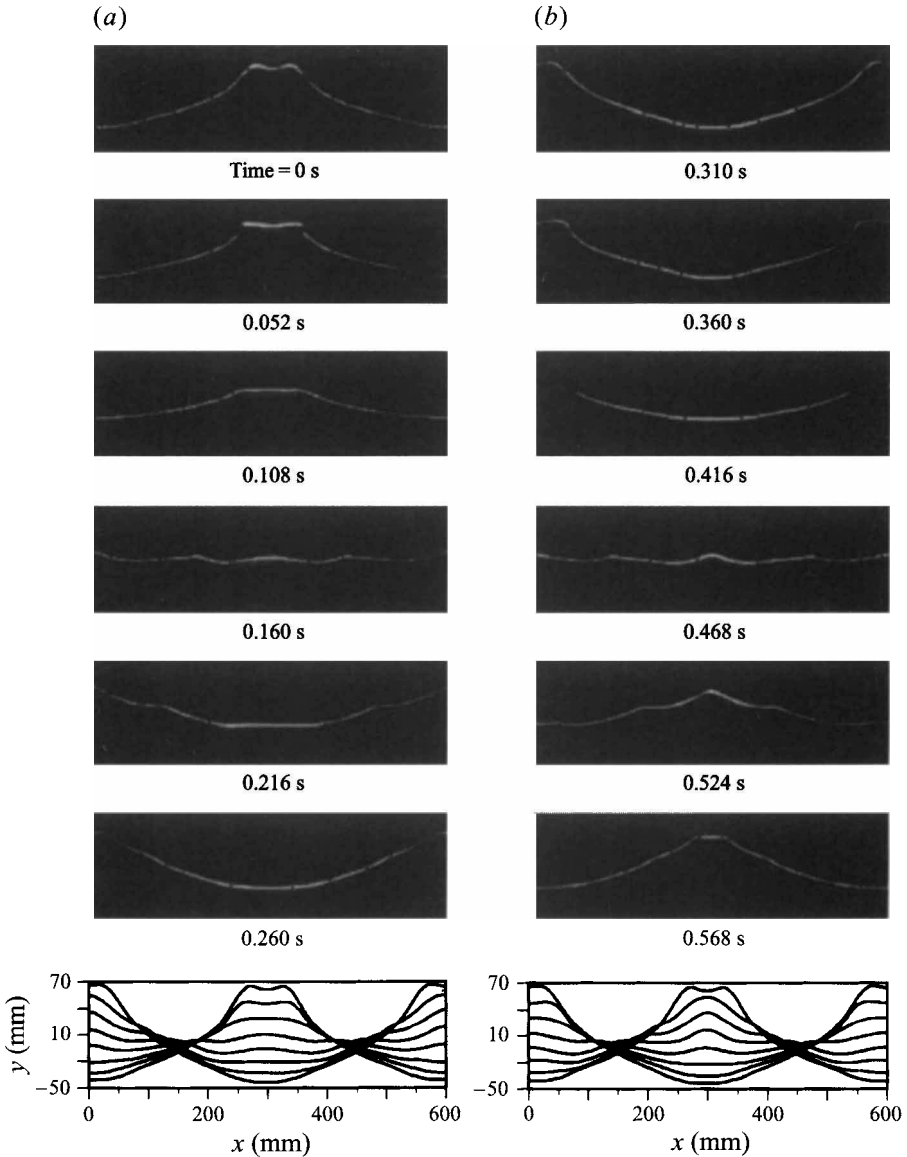 (a)
Time = 0 s
0.052 s
0.108 s
0.160 s
0.216 s
0.260 s
70
10
−50
y (mm)
0 200 400 600
x (mm)
(b)
0.310 s
0.360 s
0.416 s
0.468 s
0.524 s
0.568 s
70
10
−50
0 200 400 600
x (mm)